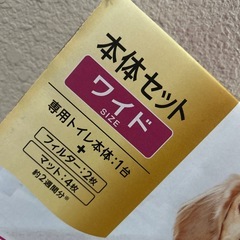 本体セット
ワイド
SIZE
専用トイレ本体:1台
+
フィルター:2枚
マット:4枚
約2週間分※